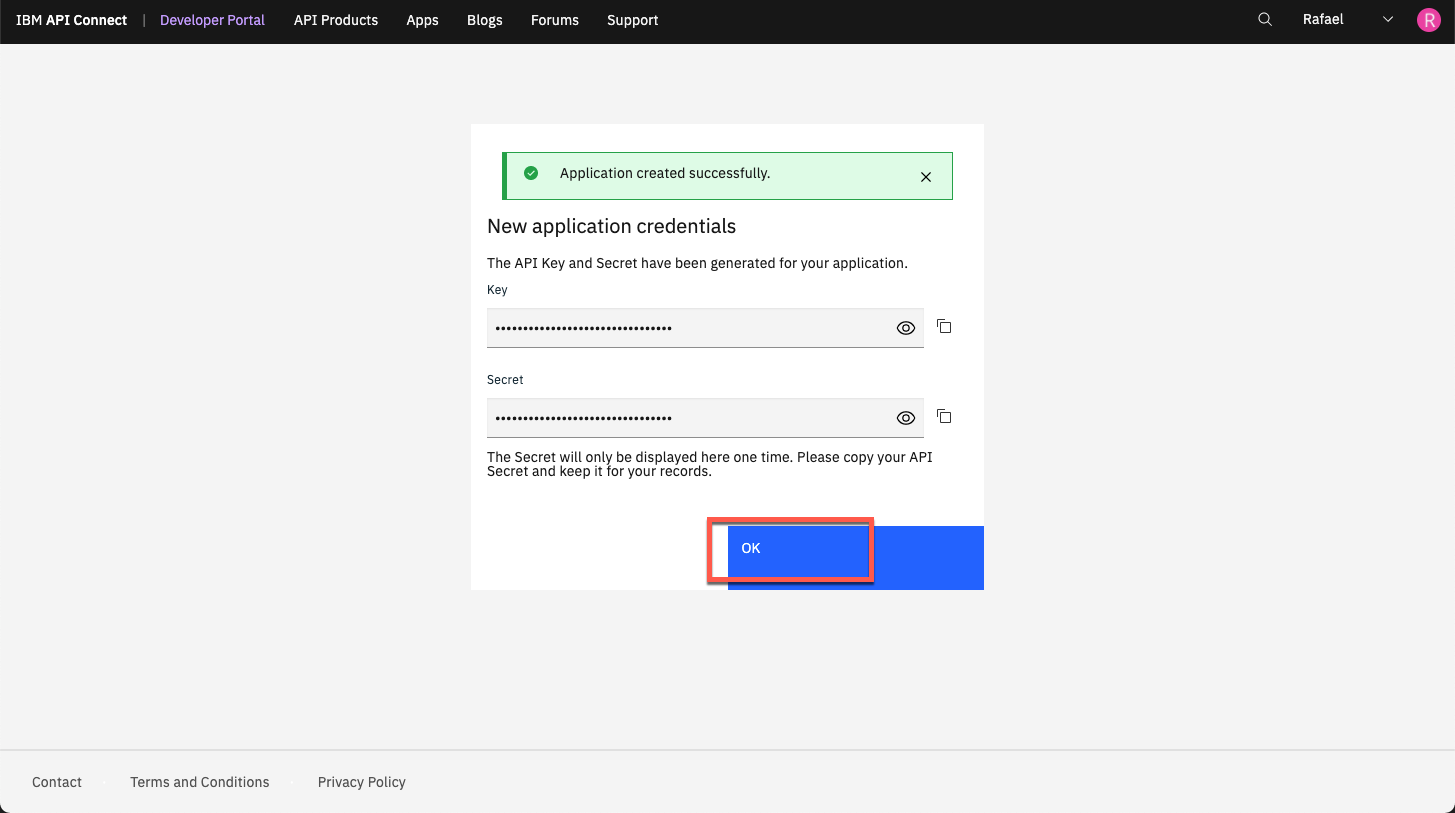 IBM API Connect | Developer Portal API Products Apps Blogs Forums Support Rafael R
Application created successfully.
New application credentials
The API Key and Secret have been generated for your application.
Key
••••••••••••••••••••••••••••••••
Secret
••••••••••••••••••••••••••••••••
The Secret will only be displayed here one time. Please copy your API
Secret and keep it for your records.
OK
Contact Terms and Conditions Privacy Policy